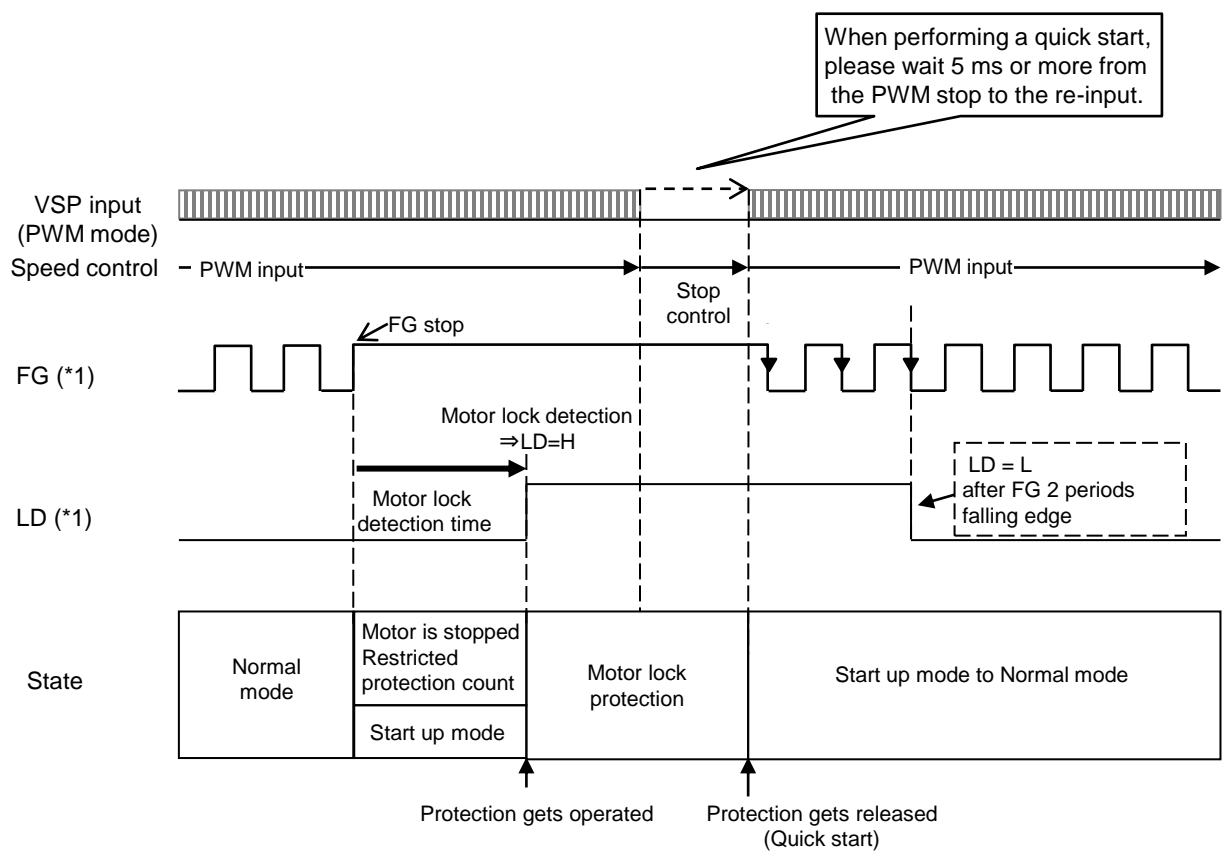 When performing a quick start,
please wait 5 ms or more from
the PWM stop to the re-input.
VSP input
(PWM mode)
Speed control
PWM input
PWM input
Stop
control
FG stop
FG (*1)
Motor lock detection
⇒LD=H
Motor lock
detection time
LD (*1)
LD = L
after FG 2 periods
falling edge
State
Normal
mode
Motor is stopped
Restricted
protection count
Start up mode
Motor lock
protection
Start up mode to Normal mode
Protection gets operated
Protection gets released
(Quick start)